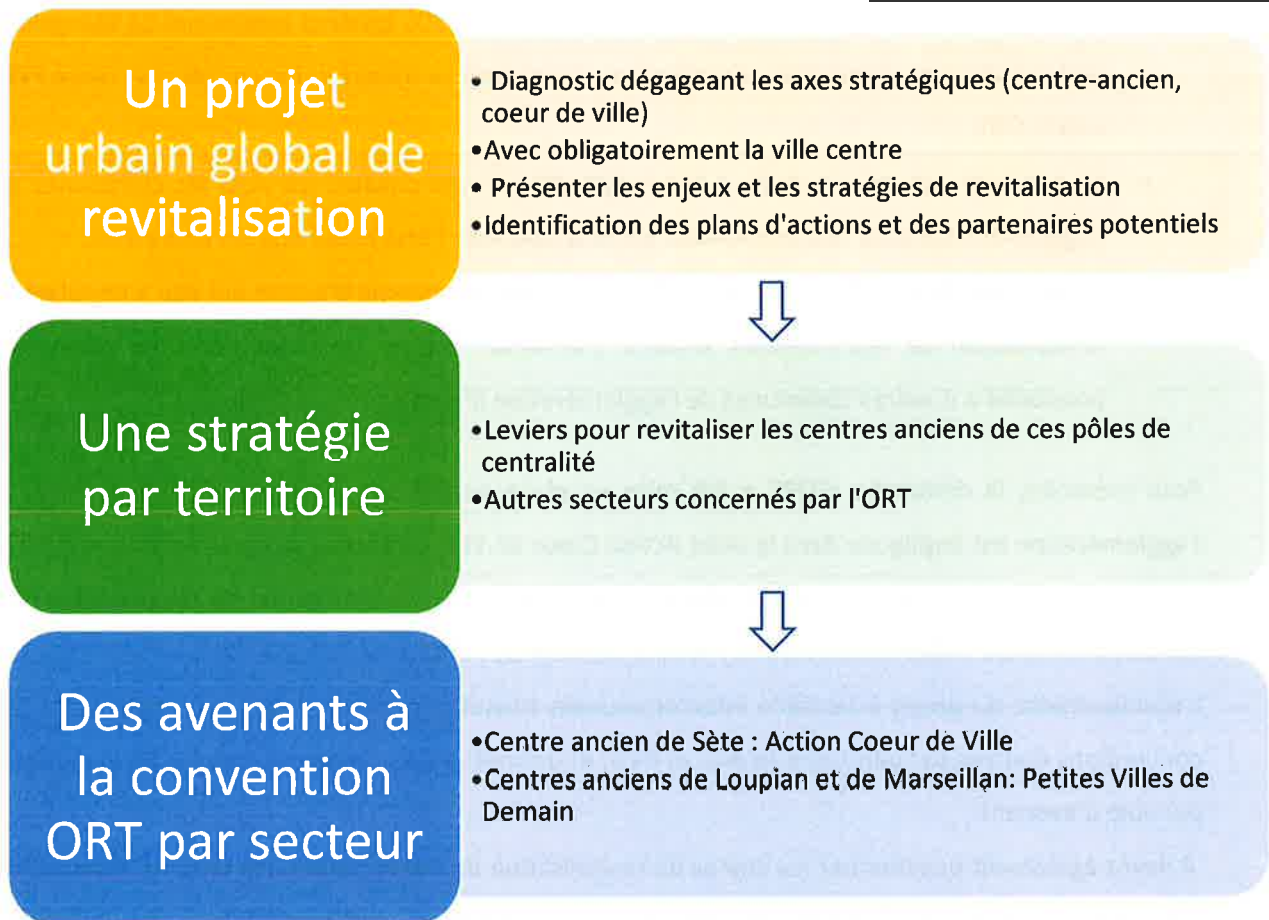 Un projet
urbain global de
revitalisation
• Diagnostic dégageant les axes stratégiques (centre-ancien,
coeur de ville)
•Avec obligatoirement la ville centre
• Présenter les enjeux et les stratégies de revitalisation
•Identification des plans d'actions et des partenaires potentiels
Une stratégie
par territoire
•Leviers pour revitaliser les centres anciens de ces pôles de
centralité
•Autres secteurs concernés par l'ORT
Des avenants à
la convention
ORT par secteur
•Centre ancien de Sète : Action Coeur de Ville
•Centres anciens de Loupian et de Marseillan: Petites Villes de
Demain